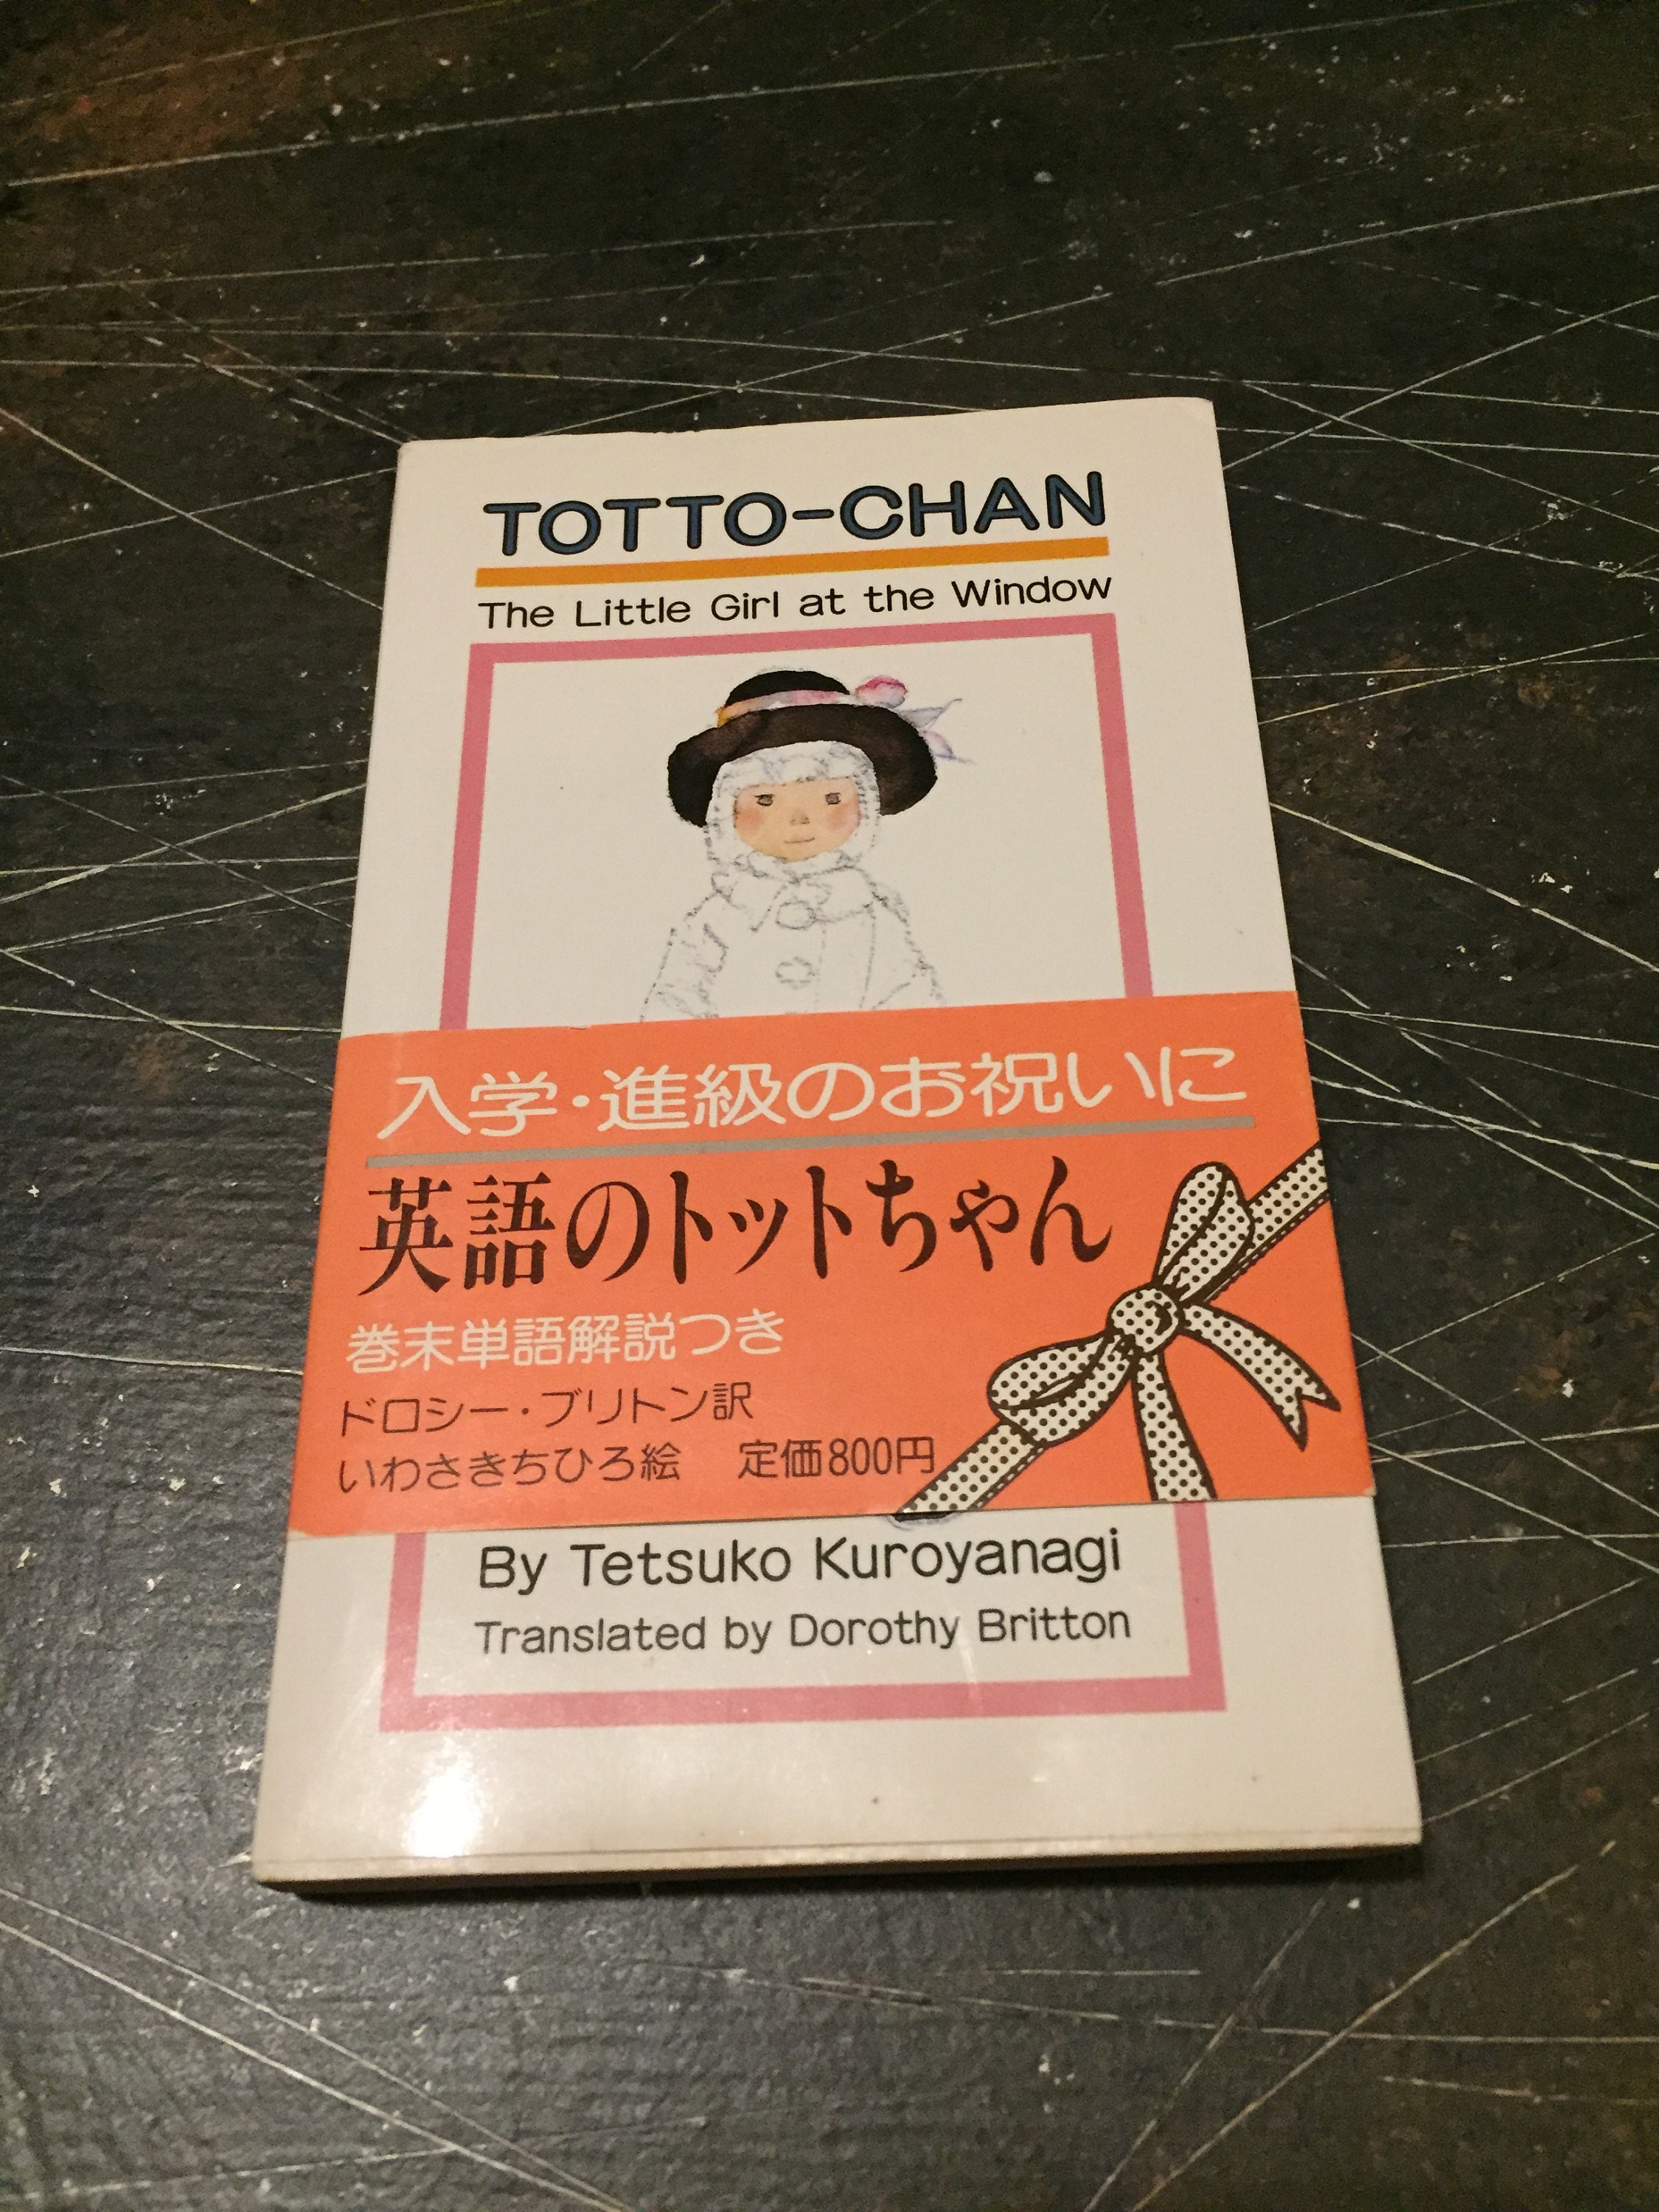 TOTTO-CHAN
The Little Girl at the Window
入学・進級のお祝いに
英語のトットちゃん
巻末単語解説つき
ドロシー・ブリトン訳
いわさきちひろ絵 定価800円
By Tetsuko Kuroyanagi
Translated by Dorothy Britton